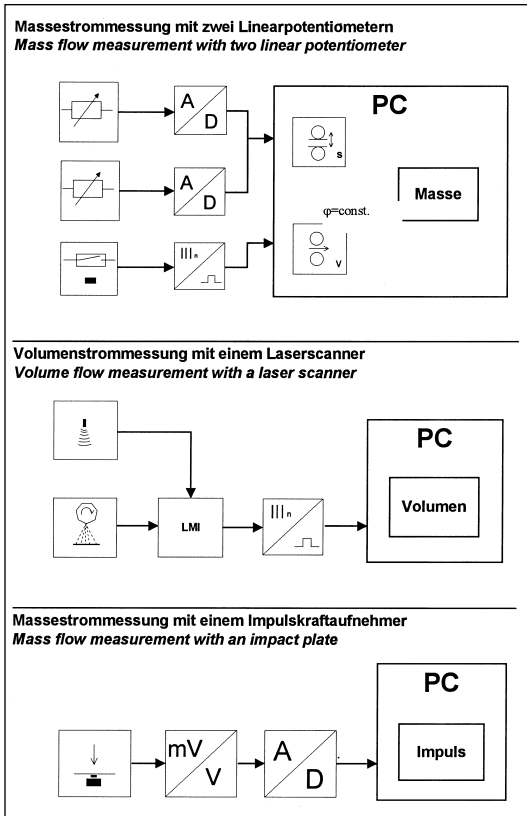 Massestrommessung mit zwei Linearpotentiometern
Mass flow measurement with two linear potentiometer
PC
A
D
s
A
D
Masse
φ=const.
III n
v
Volumenstrommessung mit einem Laserscanner
Volume flow measurement with a laser scanner
PC
Volumen
LMI
III n
Massestrommessung mit einem Impulskraftaufnehmer
Mass flow measurement with an impact plate
PC
mV
V
A
D
Impuls